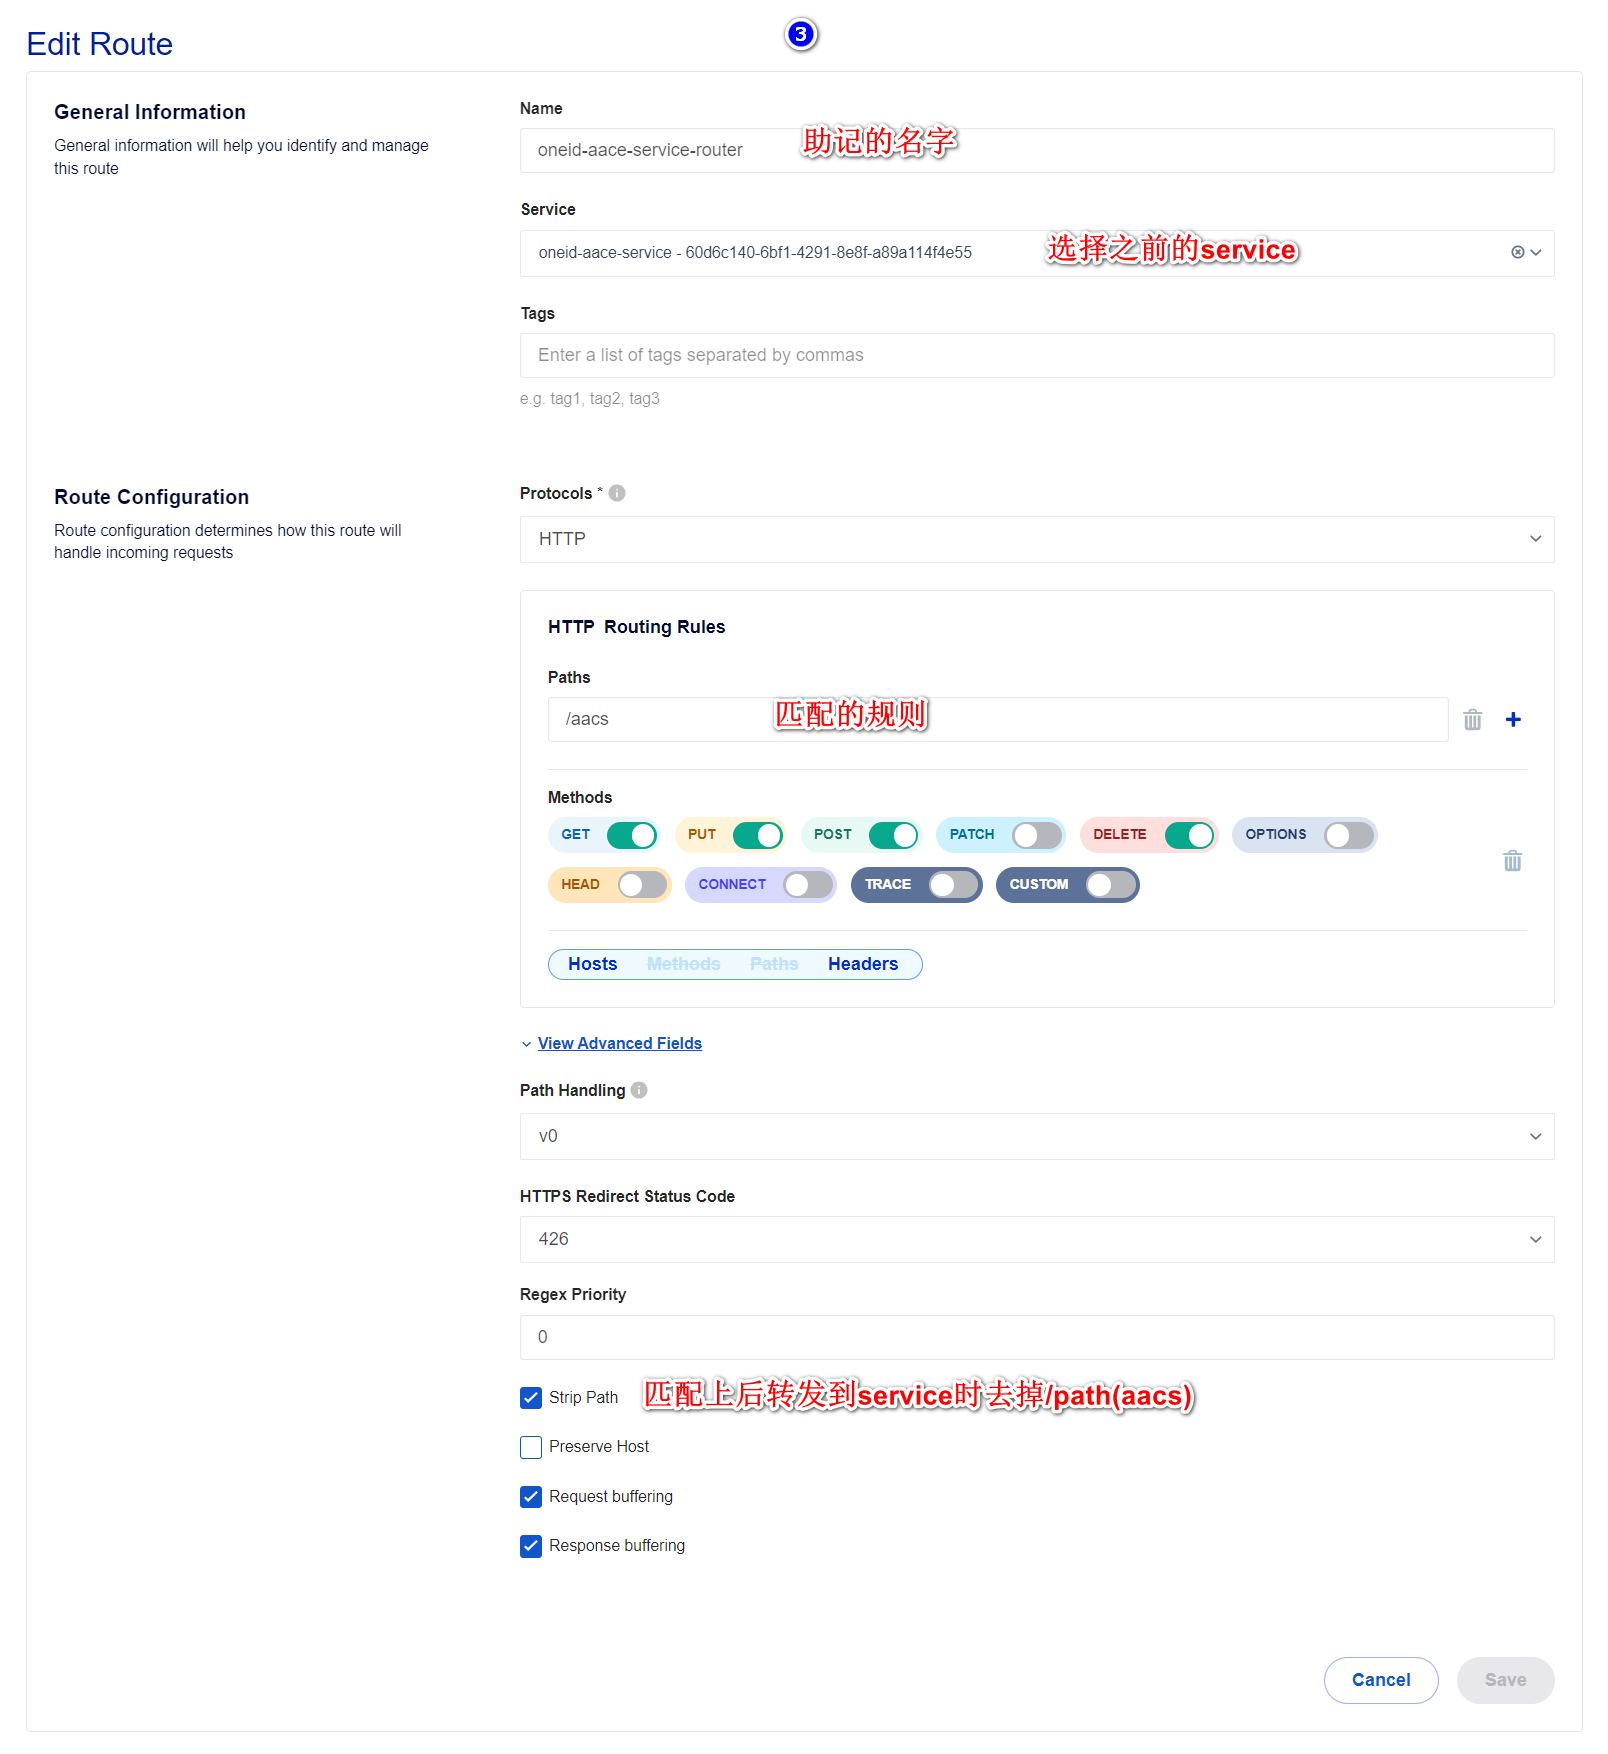 3
Edit Route
General Information
General information will help you identify and manage
this route
Name
oneid-aace-service-router
助记的名字
Service
oneid-aace-service - 60d6c140-6bf1-4291-8e8f-a89a114f4e55
选择之前的service
Tags
Enter a list of tags separated by commas
e.g. tag1, tag2, tag3
Route Configuration
Route configuration determines how this route will
handle incoming requests
Protocols *
HTTP
HTTP Routing Rules
Paths
/aacs
匹配的规则
Methods
GET PUT POST PATCH DELETE OPTIONS
HEAD CONNECT TRACE CUSTOM
Hosts Methods Paths Headers
View Advanced Fields
Path Handling
v0
HTTPS Redirect Status Code
426
Regex Priority
0
Strip Path
匹配上后转发到service时去掉/path(aacs)
Preserve Host
Request buffering
Response buffering
Cancel Save